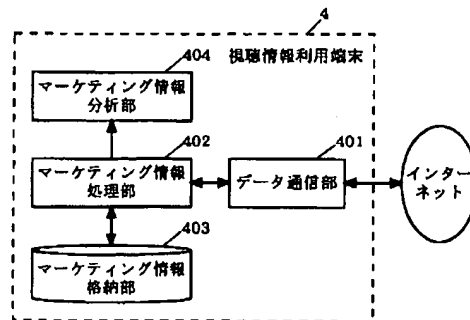 4
404
視聴情報利用端末
マーケティング情報
分析部
402
マーケティング情報
処理部
401
データ通信部
インター
ネット
403
マーケティング情報
格納部